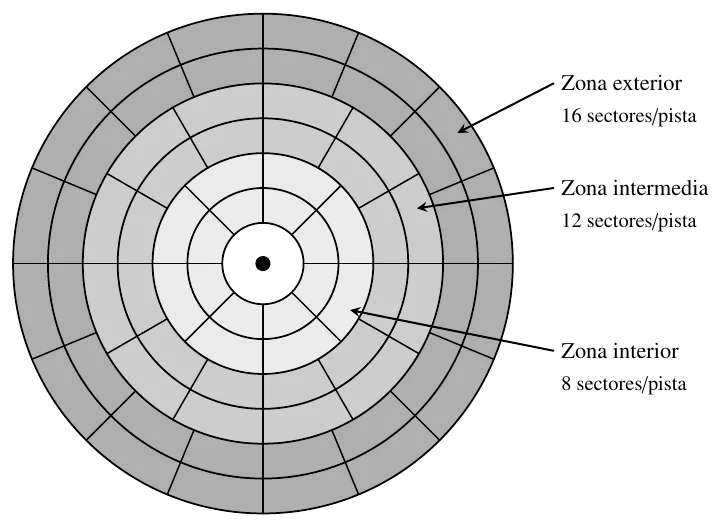 Zona exterior
16 sectores/pista
Zona intermedia
12 sectores/pista
Zona interior
8 sectores/pista